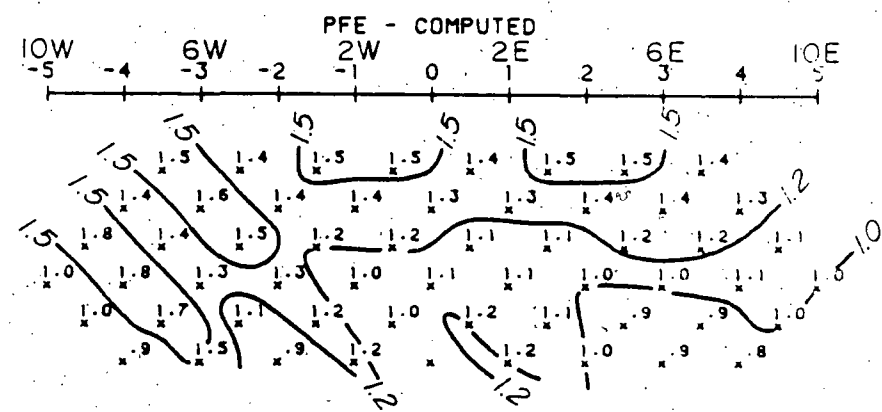 PFE - COMPUTED
10W 6W 2W 2E 6E 10E
-5 -4 -3 -2 -1 0 1 2 3 4 5
1.5 1.5 1.5 1.5 1.5
1.5 1.4 1.5 1.5 1.4 1.5 1.5 1.4
1.5
1.5 1.4 1.6 1.4 1.4 1.3 1.3 1.4 1.4 1.3 1.2
1.5 1.8 1.4 1.5 1.2 1.2 1.1 1.1 1.2 1.2 1.1 1.0
1.0 1.8 1.3 1.3 1.0 1.1 1.1 1.0 1.0 1.1
1.0 1.7 1.1 1.2 1.0 1.2 1.1 .9 .9 1.0
.9 1.5 .9 1.2 1.2 1.0 .9 .8
1.2 1.2